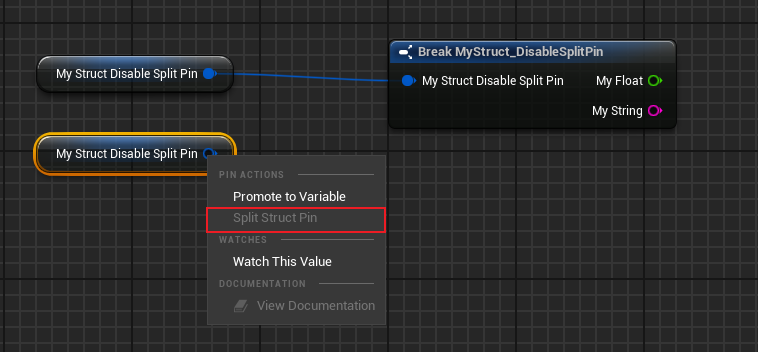 Break MyStruct_DisableSplitPin
My Struct Disable Split Pin
My Struct Disable Split Pin
My Float
My String
My Struct Disable Split Pin
PIN ACTIONS
Promote to Variable
Split Struct Pin
WATCHES
Watch This Value
DOCUMENTATION
View Documentation